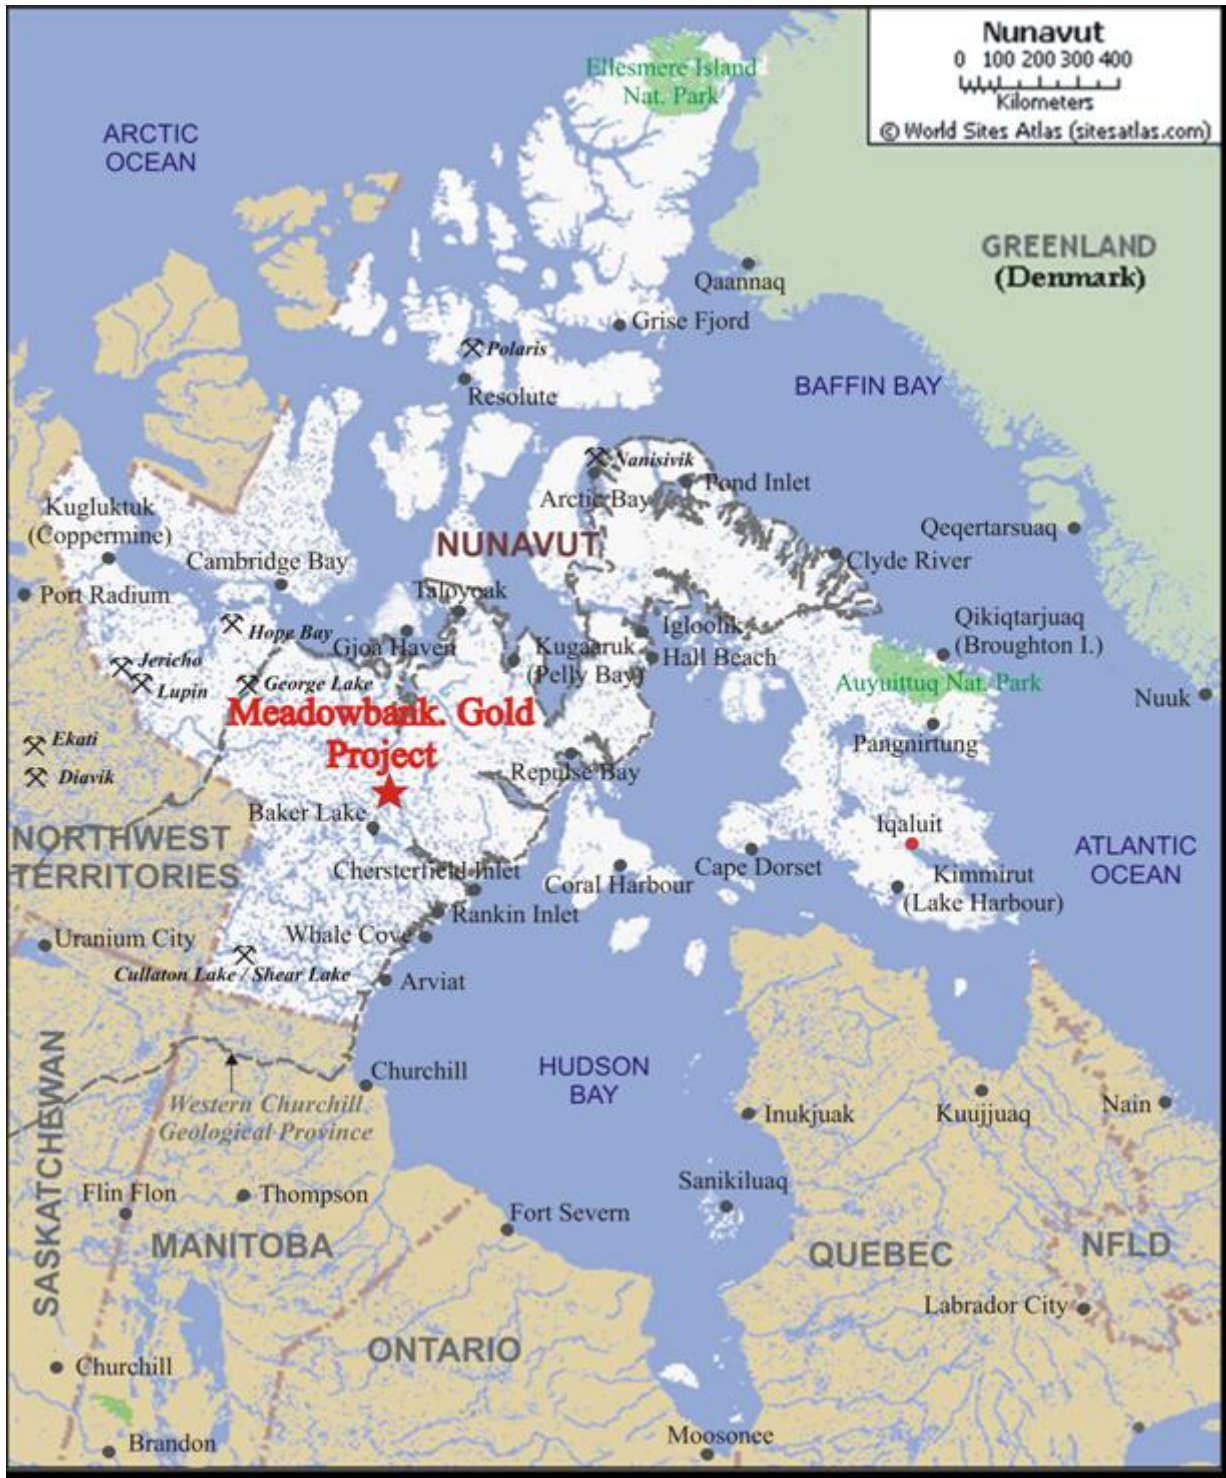 Nunavut
0 100 200 300 400
Kilometers
© World Sites Atlas (sitesatlas.com)
Ellesmere Island
Nat. Park
ARCTIC
OCEAN
GREENLAND
(Denmark)
Qaannaq
Grise Fjord
Polaris
Resolute
BAFFIN BAY
Nanisivik
Arctic Bay
Pond Inlet
Kugluktuk
(Coppermine)
Qeqertarsuaq
NUNAVUT
Cambridge Bay
Clyde River
Port Radium
Taloyoak
Hope Bay
Gjoa Haven
Igloolik
Qikiqtarjuaq
(Broughton I.)
Kugaaruk
(Pelly Bay)
Hall Beach
Jericho
Lupin
George Lake
Auyuittuq Nat. Park
Nuuk
Meadowbank. Gold
Project
Ekati
Diavik
Pangnirtung
Repulse Bay
Baker Lake
Iqaluit
NORTHWEST
TERRITORIES
ATLANTIC
OCEAN
Chersterfield Inlet
Coral Harbour
Cape Dorset
Kimmirut
(Lake Harbour)
Rankin Inlet
Whale Cove
Uranium City
Cullaton Lake / Shear Lake
Arviat
SASKATCHEWAN
Churchill
HUDSON
BAY
Western Churchill
Geological Province
Inukjuak
Kuujjuaq
Nain
Sanikiluaq
Flin Flon
Thompson
Fort Severn
MANITOBA
QUEBEC
NFLD
Labrador City
ONTARIO
Churchill
Brandon
Moosonee